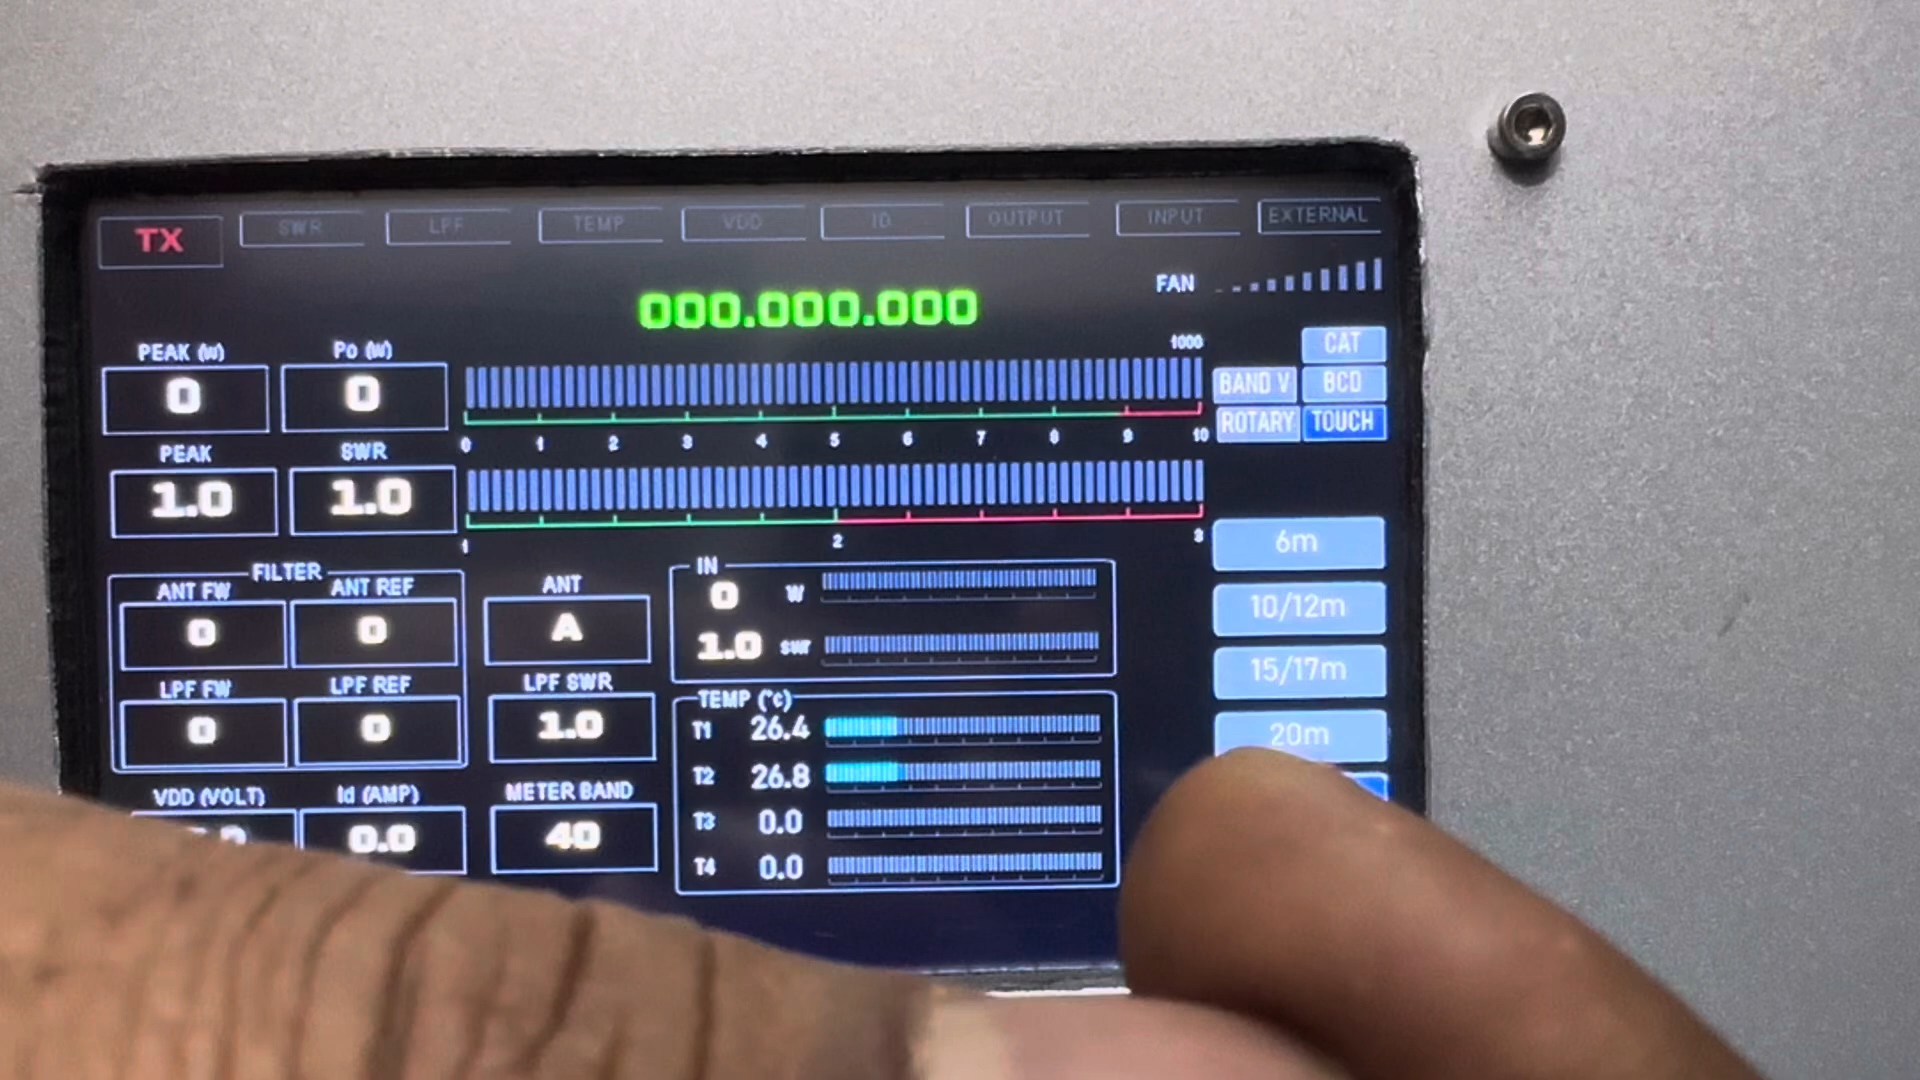 TX SWR LPF TEMP VDD ID OUTPUT INPUT EXTERNAL
000.000.000 FAN
PEAK (W) Po (W) 1000 CAT
0 0 BAND V BCD
ROTARY TOUCH
0 1 2 3 4 5 6 7 8 9 10
PEAK SWR
1.0 1.0
1 2 3
6m
FILTER ANT IN
ANT FW ANT REF 0 W 10/12m
0 0 A 1.0 swr
LPF FW LPF REF LPF SWR 15/17m
TEMP (°c)
0 0 1.0 T1 26.4 20m
T2 26.8
VDD (VOLT) Id (AMP) METER BAND
0.0 40 T3 0.0
T4 0.0